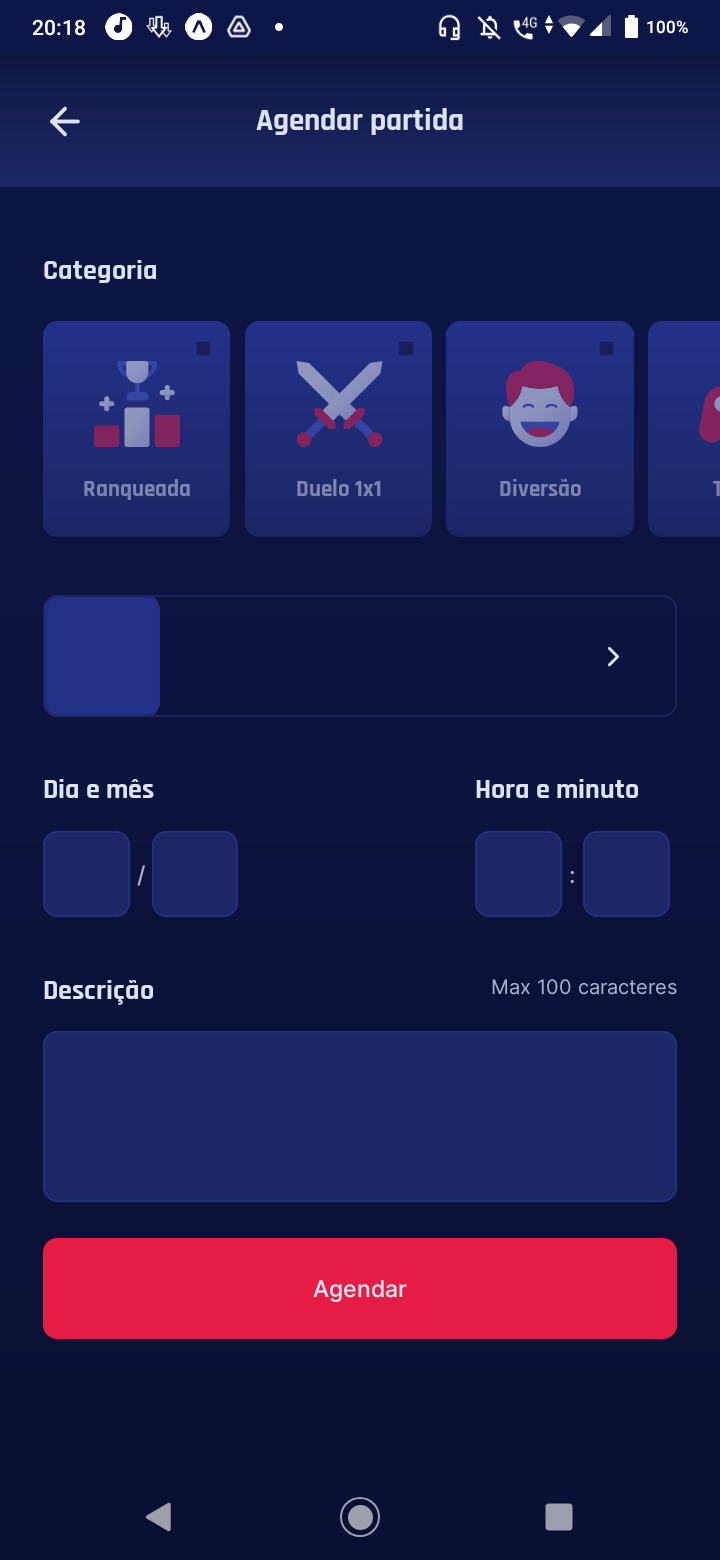 20:18
4G
100%
Agendar partida
Categoria
Ranqueada
Duelo 1x1
Diversão
T
Dia e mês
Hora e minuto
/
:
Descrição
Max 100 caracteres
Agendar